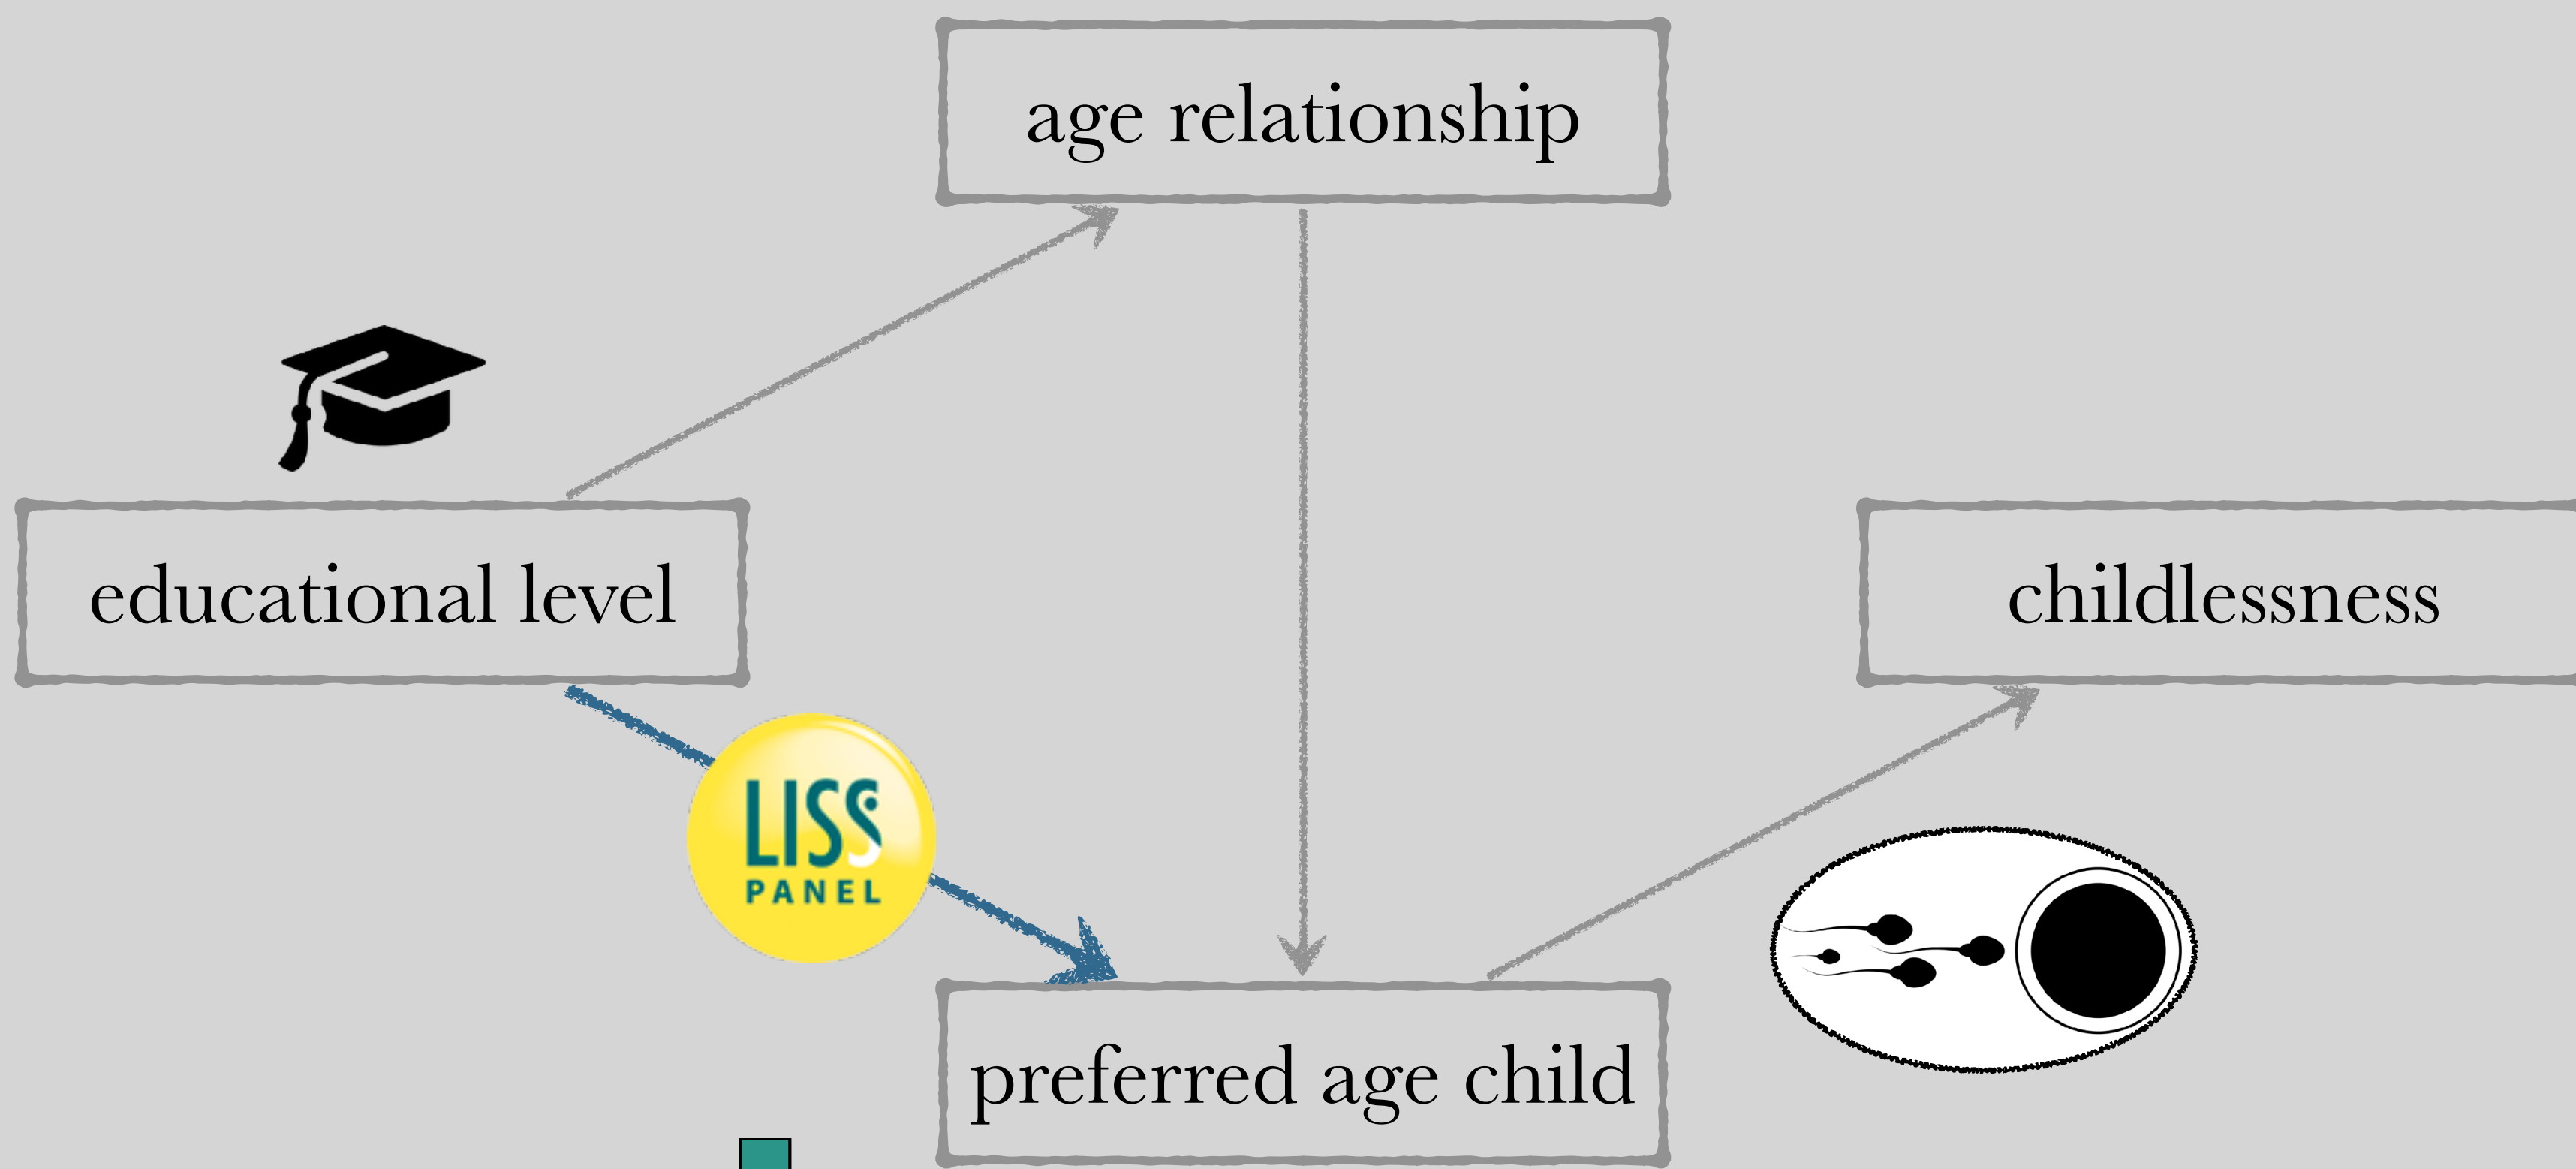 age relationship
educational level
childlessness
LISS
PANEL
preferred age child